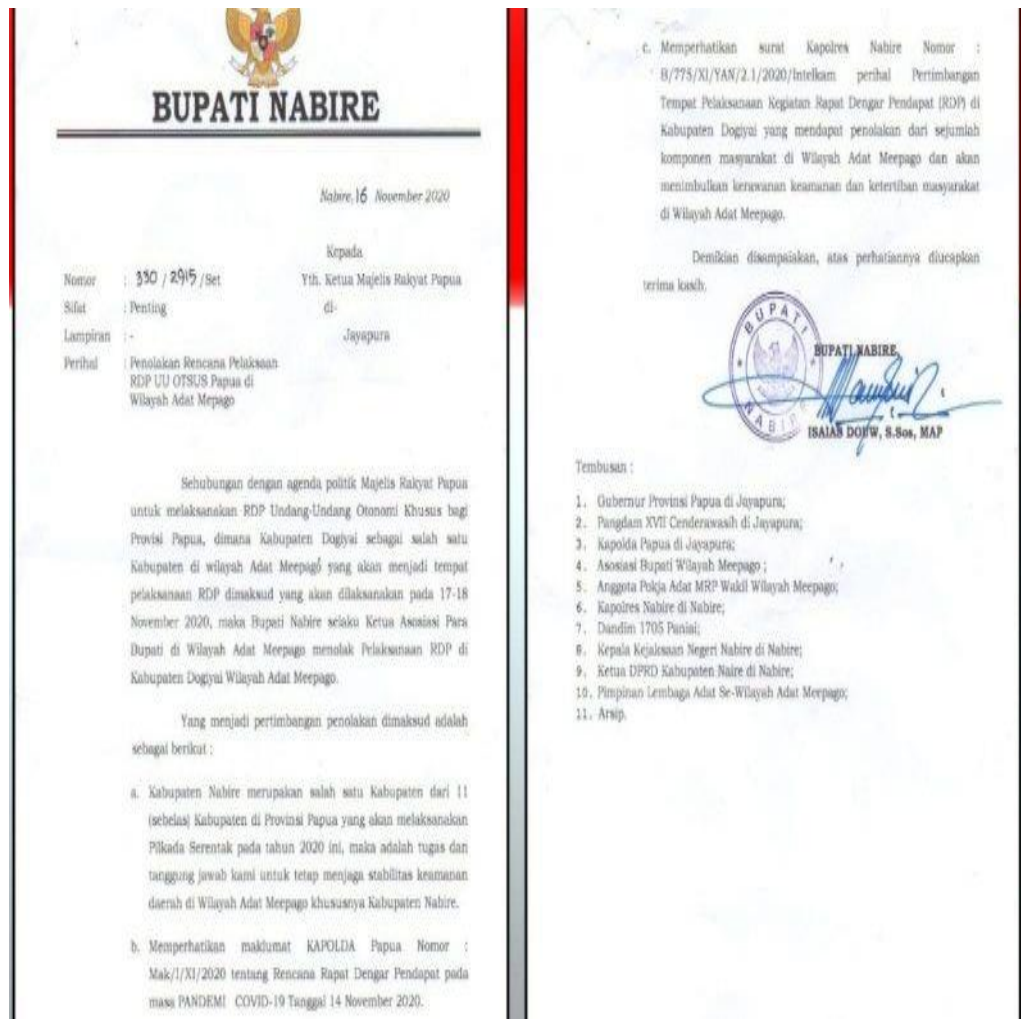 BUPATI NABIRE
Nabire, 16 November 2020
Kepada
Nomor : 330 / 2915 / Set
Yth. Ketua Majelis Rakyat Papua
Sifat : Penting
di-
Lampiran : -
Jayapura
Perihal : Penolakan Rencana Pelaksaan
RDP UU OTSUS Papua di
Wilayah Adat Mepago
Sehubungan dengan agenda politik Majelis Rakyat Papua
untuk melaksanakan RDP Undang-Undang Otonomi Khusus bagi
Provisi Papua, dimana Kabupaten Dogiyai sebagai salah satu
Kabupaten di wilayah Adat Meepago yang akan menjadi tempat
pelaksanaan RDP dimaksud yang akan dilaksanakan pada 17-18
November 2020, maka Bupati Nabire selaku Ketua Asosiasi Para
Bupati di Wilayah Adat Meepago menolak Pelaksanaan RDP di
Kabupaten Dogiyai Wilayah Adat Meepago.
Yang menjadi pertimbangan penolakan dimaksud adalah
sebagai berikut :
a. Kabupaten Nabire merupakan salah satu Kabupaten dari 11
(sebelas) Kabupaten di Provinsi Papua yang akan melaksanakan
Pilkada Serentak pada tahun 2020 ini, maka adalah tugas dan
tanggung jawab kami untuk tetap menjaga stabilitas keamanan
daerah di Wilayah Adat Meepago khususnya Kabupaten Nabire.
b. Memperhatikan maklumat KAPOLDA Papua Nomor :
Mak/1/XI/2020 tentang Rencana Rapat Dengar Pendapat pada
masa PANDEMI COVID-19 Tanggal 14 November 2020.
c. Memperhatikan surat Kapolres Nabire Nomor :
B/775/XI/YAN/2.1/2020/Intelkam perihal Pertimbangan
Tempat Pelaksanaan Kegiatan Rapat Dengar Pendapat (RDP) di
Kabupaten Dogiyai yang mendapat penolakan dari sejumlah
komponen masyarakat di Wilayah Adat Meepago dan akan
menimbulkan kerawanan keamanan dan ketertiban masyarakat
di Wilayah Adat Meepago.
Demikian disampaiakan, atas perhatiannya diucapkan
terima kasih.
BUPATI NABIRE
BUPATI
NABIRE
ISAIAS DOUW, S.Sos, MAP
Tembusan :
1. Gubernur Provinsi Papua di Jayapura;
2. Pangdam XVII Cenderawasih di Jayapura;
3. Kapolda Papua di Jayapura;
4. Asosiasi Bupati Wilayah Meepago ;
5. Anggota Pokja Adat MRP Wakil Wilayah Meepago;
6. Kapolres Nabire di Nabire;
7. Dandim 1705 Paniai;
8. Kepala Kejaksaan Negeri Nabire di Nabire;
9. Ketua DPRD Kabupaten Naire di Nabire;
10. Pimpinan Lembaga Adat Se-Wilayah Adat Meepago;
11. Arsip.